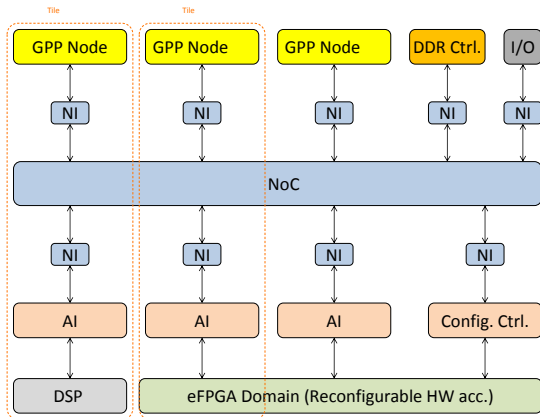 Tile
Tile
GPP Node
GPP Node
GPP Node
DDR Ctrl.
I/O
NI
NI
NI
NI
NI
NoC
NI
NI
NI
NI
AI
AI
AI
Config. Ctrl.
DSP
eFPGA Domain (Reconfigurable HW acc.)